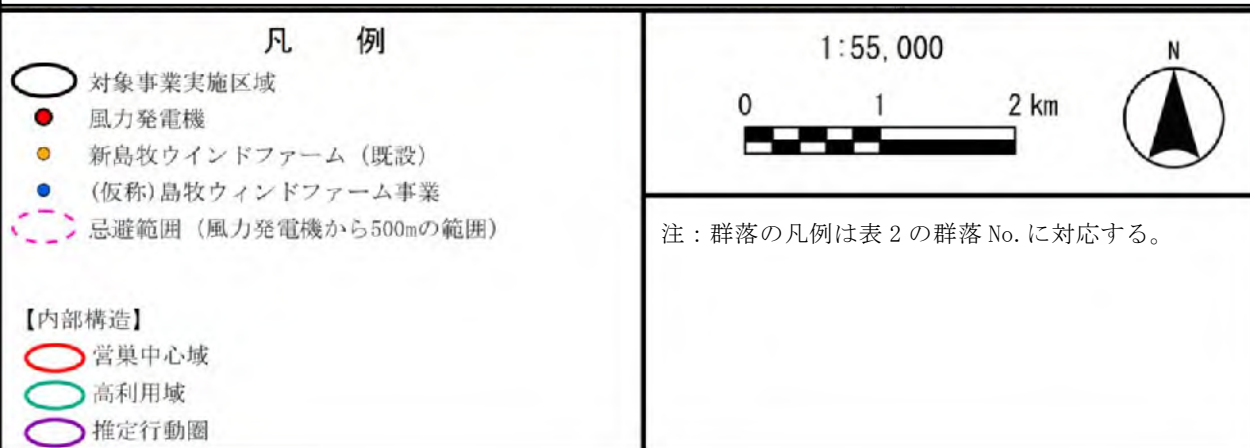 凡　例
対象事業実施区域
風力発電機
新島牧ウインドファーム（既設）
(仮称)島牧ウィンドファーム事業
忌避範囲（風力発電機から500mの範囲）
【内部構造】
営巣中心域
高利用域
推定行動圏
1:55,000
0 1 2 km
N
注：群落の凡例は表 2 の群落 No.に対応する。